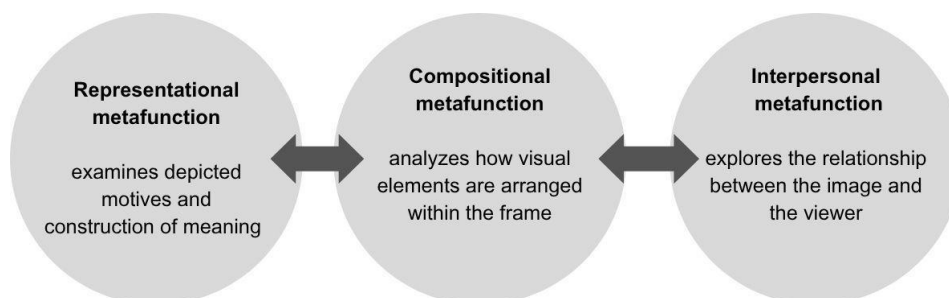 Representational
metafunction
examines depicted
motives and
construction of meaning
Compositional
metafunction
analyzes how visual
elements are arranged
within the frame
Interpersonal
metafunction
explores the relationship
between the image and
the viewer